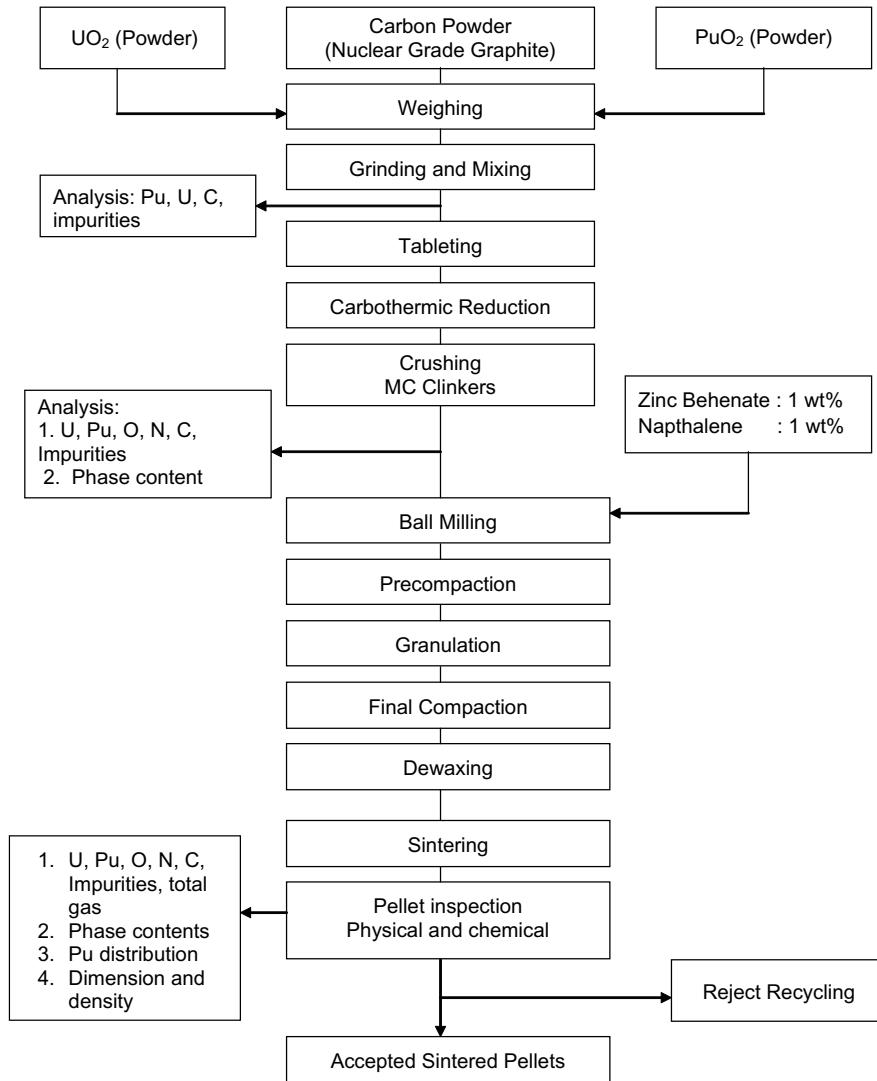 UO₂ (Powder)
Carbon Powder
(Nuclear Grade Graphite)
PuO₂ (Powder)
Weighing
Grinding and Mixing
Analysis: Pu, U, C,
impurities
Tableting
Carbothermic Reduction
Crushing
MC Clinkers
Analysis:
1. U, Pu, O, N, C,
Impurities
2. Phase content
Zinc Behenate : 1 wt%
Napthalene : 1 wt%
Ball Milling
Precompaction
Granulation
Final Compaction
Dewaxing
Sintering
1. U, Pu, O, N, C,
Impurities, total
gas
2. Phase contents
3. Pu distribution
4. Dimension and
density
Pellet inspection
Physical and chemical
Reject Recycling
Accepted Sintered Pellets